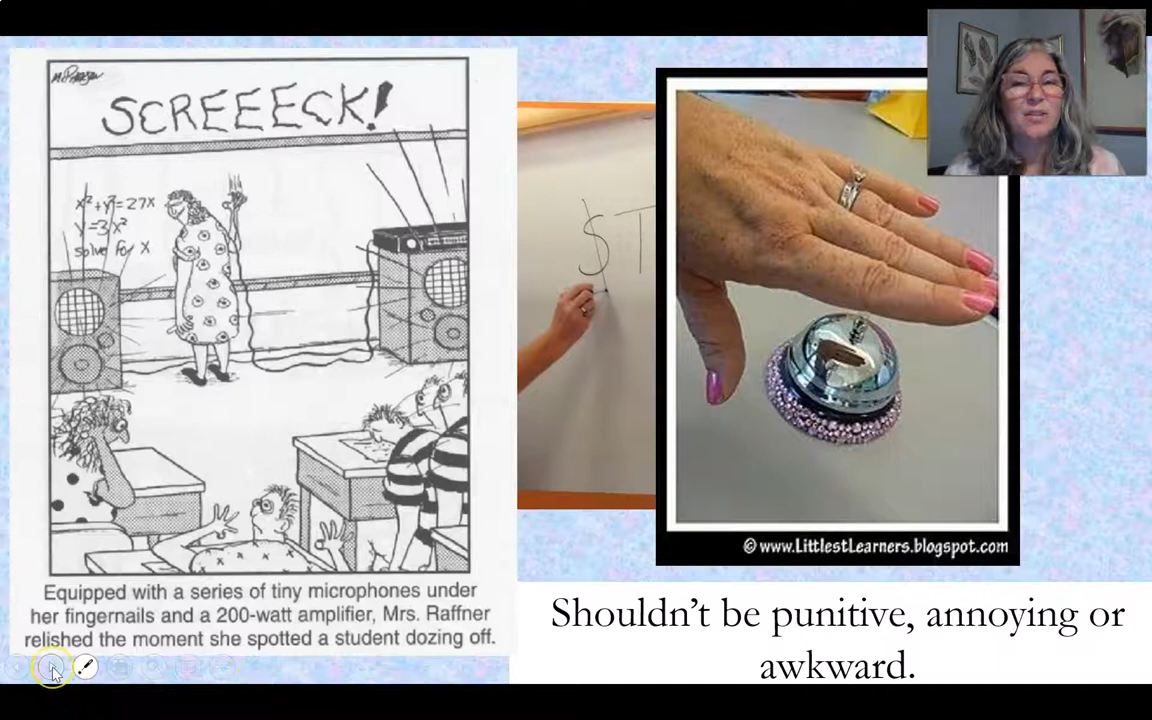 SCREEEECK!
x²+y²=27x
y=3x²
solve for x
Equipped with a series of tiny microphones under
her fingernails and a 200-watt amplifier, Mrs. Raffner
relished the moment she spotted a student dozing off.
ST
© www.LittlestLearners.blogspot.com
Shouldn't be punitive, annoying or
awkward.